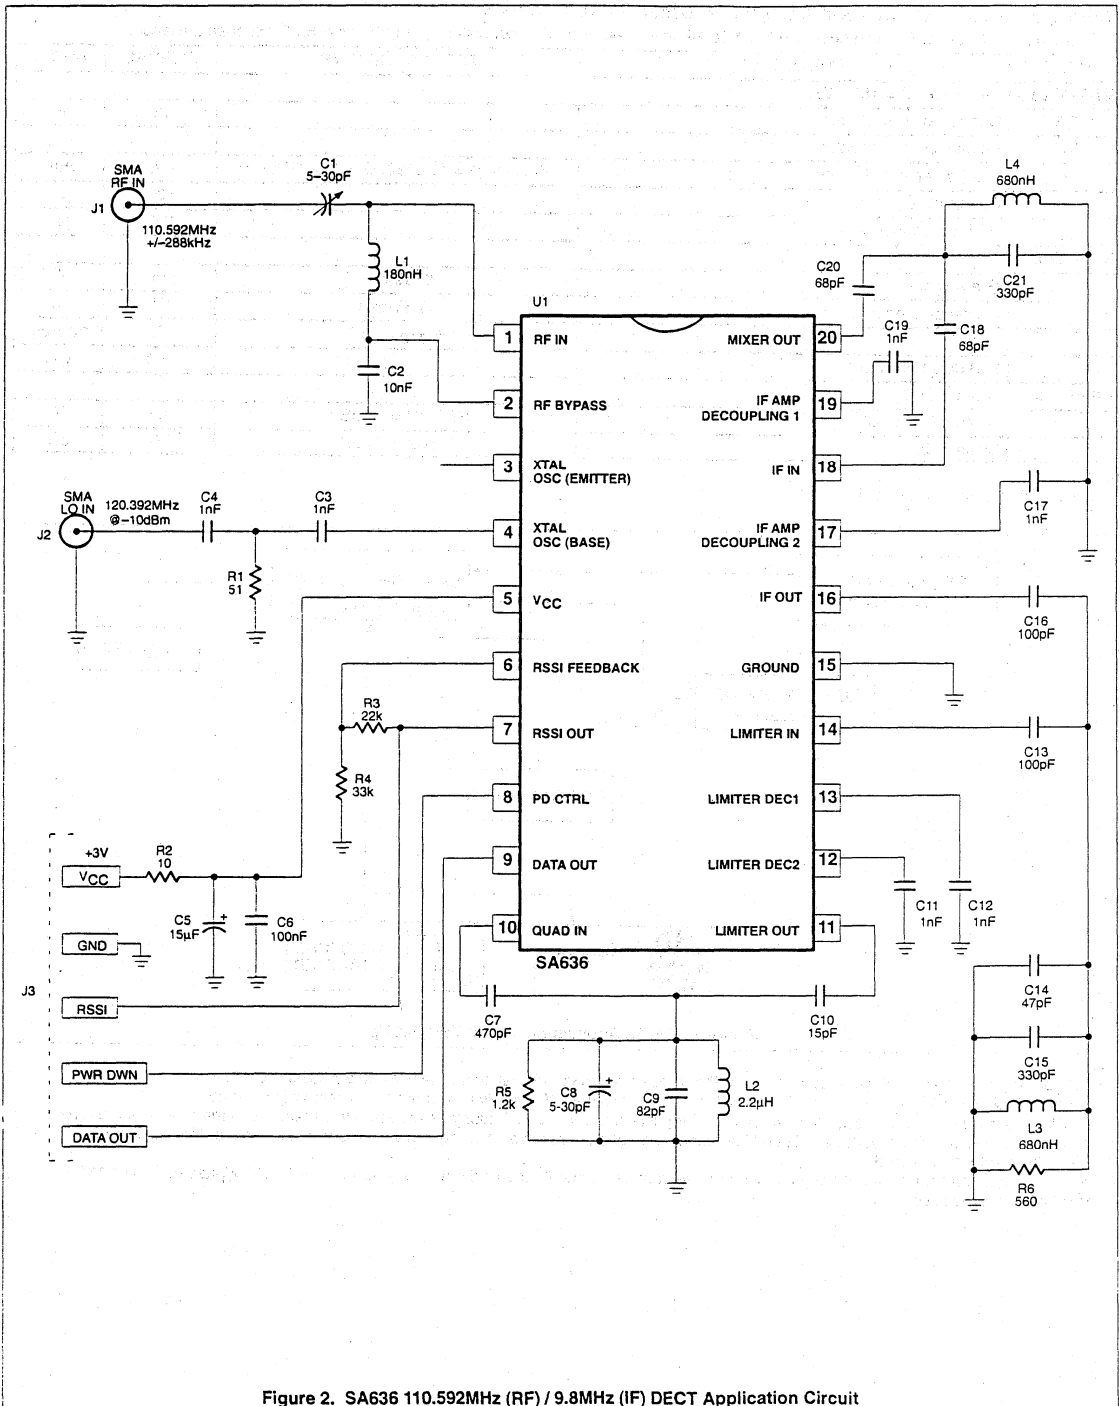 SMA
RF IN
J1
110.592MHz
+/–288kHz
C1
5–30pF
L1
180nH
C2
10nF
SMA
LO IN
J2
120.392MHz
@–10dBm
C4
1nF
C3
1nF
R1
51
R3
22k
R4
33k
J3
+3V
VCC
R2
10
C5
15µF
+
C6
100nF
GND
RSSI
PWR DWN
DATA OUT
U1
1 RF IN
2 RF BYPASS
3 XTAL
OSC (EMITTER)
4 XTAL
OSC (BASE)
5 VCC
6 RSSI FEEDBACK
7 RSSI OUT
8 PD CTRL
9 DATA OUT
10 QUAD IN
MIXER OUT 20
IF AMP
DECOUPLING 1 19
IF IN 18
IF AMP
DECOUPLING 2 17
IF OUT 16
GROUND 15
LIMITER IN 14
LIMITER DEC1 13
LIMITER DEC2 12
LIMITER OUT 11
SA636
C7
470pF
C10
15pF
R5
1.2k
C8
5-30pF
+
C9
82pF
L2
2.2µH
L4
680nH
C20
68pF
C21
330pF
C19
1nF
C18
68pF
C17
1nF
C16
100pF
C13
100pF
C11
1nF
C12
1nF
C14
47pF
C15
330pF
L3
680nH
R6
560
Figure 2. SA636 110.592MHz (RF) / 9.8MHz (IF) DECT Application Circuit